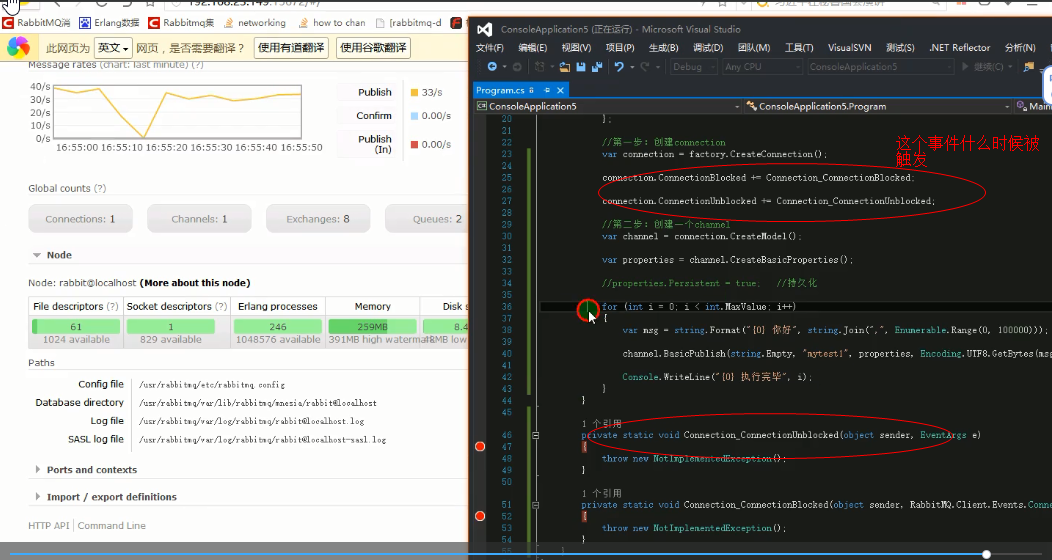 192.168.23.149:15672/#/
RabbitMQ消
Erlang数据
Rabbitmq集
networking
how to chan
[rabbitmq-d
此网页为
英文
网页，是否需要翻译？
使用有道翻译
使用谷歌翻译
Message rates (chart: last minute) (?)
40/s
30/s
20/s
10/s
0/s
16:55:00 16:55:10 16:55:20 16:55:30 16:55:40 16:55:50
Publish 33/s
Confirm 0.00/s
Publish
(In) 0.00/s
Global counts (?)
Connections: 1
Channels: 1
Exchanges: 8
Queues: 2
Node
Node: rabbit@localhost (More about this node)
File descriptors (?) Socket descriptors (?) Erlang processes Memory Disk s
61 1 246 259MB 8.4
1024 available 829 available 1048576 available 391MB high watermark 48MB low
Paths
Config file /usr/rabbitmq/etc/rabbitmq.config
Database directory /usr/rabbitmq/var/lib/rabbitmq/mnesia/rabbit@localhost
Log file /usr/rabbitmq/var/log/rabbitmq/rabbit@localhost.log
SASL log file /usr/rabbitmq/var/log/rabbitmq/rabbit@localhost-sasl.log
Ports and contexts
Import / export definitions
HTTP API Command Line
ConsoleApplication5 (正在运行) - Microsoft Visual Studio
文件(F) 编辑(E) 视图(V) 项目(P) 生成(B) 调试(D) 团队(M) 工具(T) VisualSVN 测试(S) .NET Reflector 分析(N)
Debug Any CPU ConsoleApplication5 继续(C)
Program.cs
ConsoleApplication5 ConsoleApplication5.Program Main
20 };
21
22 //第一步：创建connection
23 var connection = factory.CreateConnection();
24
25 connection.ConnectionBlocked += Connection_ConnectionBlocked;
26
27 connection.ConnectionUnblocked += Connection_ConnectionUnblocked;
28
29 //第二步：创建一个channel
30 var channel = connection.CreateModel();
31
32 var properties = channel.CreateBasicProperties();
33
34 //properties.Persistent = true; //持久化
35
36 for (int i = 0; i < int.MaxValue; i++)
37 {
38 var msg = string.Format("{0} 你好", string.Join(",", Enumerable.Range(0, 100000)));
39
40 channel.BasicPublish(string.Empty, "mytest1", properties, Encoding.UTF8.GetBytes(msg
41
42 Console.WriteLine("{0} 执行完毕", i);
43 }
44 }
45
1 个引用
46 private static void Connection_ConnectionUnblocked(object sender, EventArgs e)
47 {
48 throw new NotImplementedException();
49 }
50
1 个引用
51 private static void Connection_ConnectionBlocked(object sender, RabbitMQ.Client.Events.Conne
52 {
53 throw new NotImplementedException();
54 }
55 }
这个事件什么时候被
触发